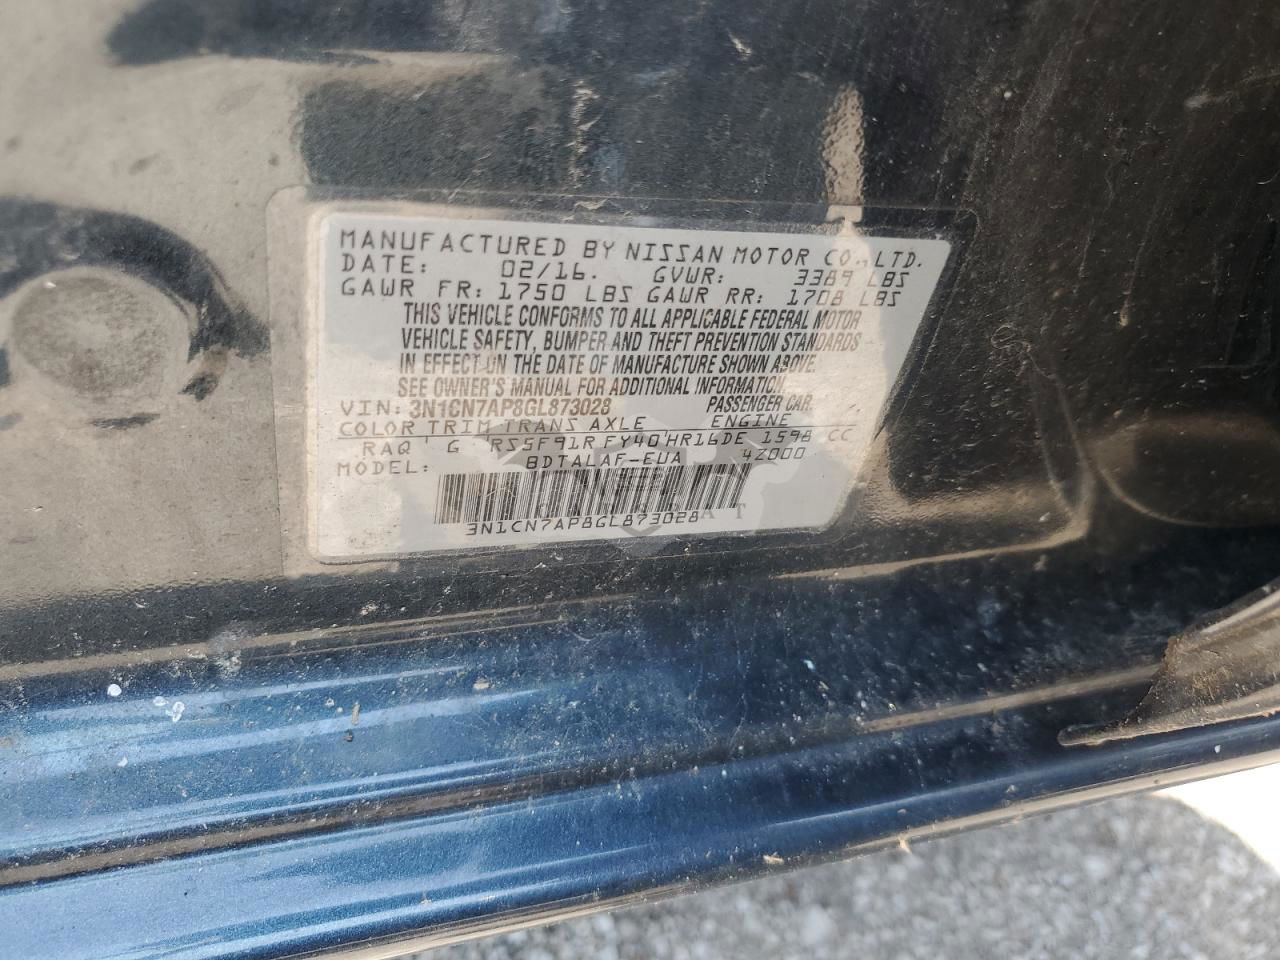 MANUFACTURED BY NISSAN MOTOR CO., LTD.
DATE: 02/16. GVWR: 3389 LBS
GAWR FR: 1750 LBS GAWR RR: 1708 LBS
THIS VEHICLE CONFORMS TO ALL APPLICABLE FEDERAL MOTOR
VEHICLE SAFETY, BUMPER AND THEFT PREVENTION STANDARDS
IN EFFECT ON THE DATE OF MANUFACTURE SHOWN ABOVE.
SEE OWNER'S MANUAL FOR ADDITIONAL INFORMATION.
VIN: 3N1CN7AP8GL873028 PASSENGER CAR.
COLOR TRIM TRANS AXLE ENGINE
RAQ G RS5F91R FY40 HR16DE 1598 CC
MODEL: BDTALAF-EUA 4Z000
3N1CN7AP8GL873028